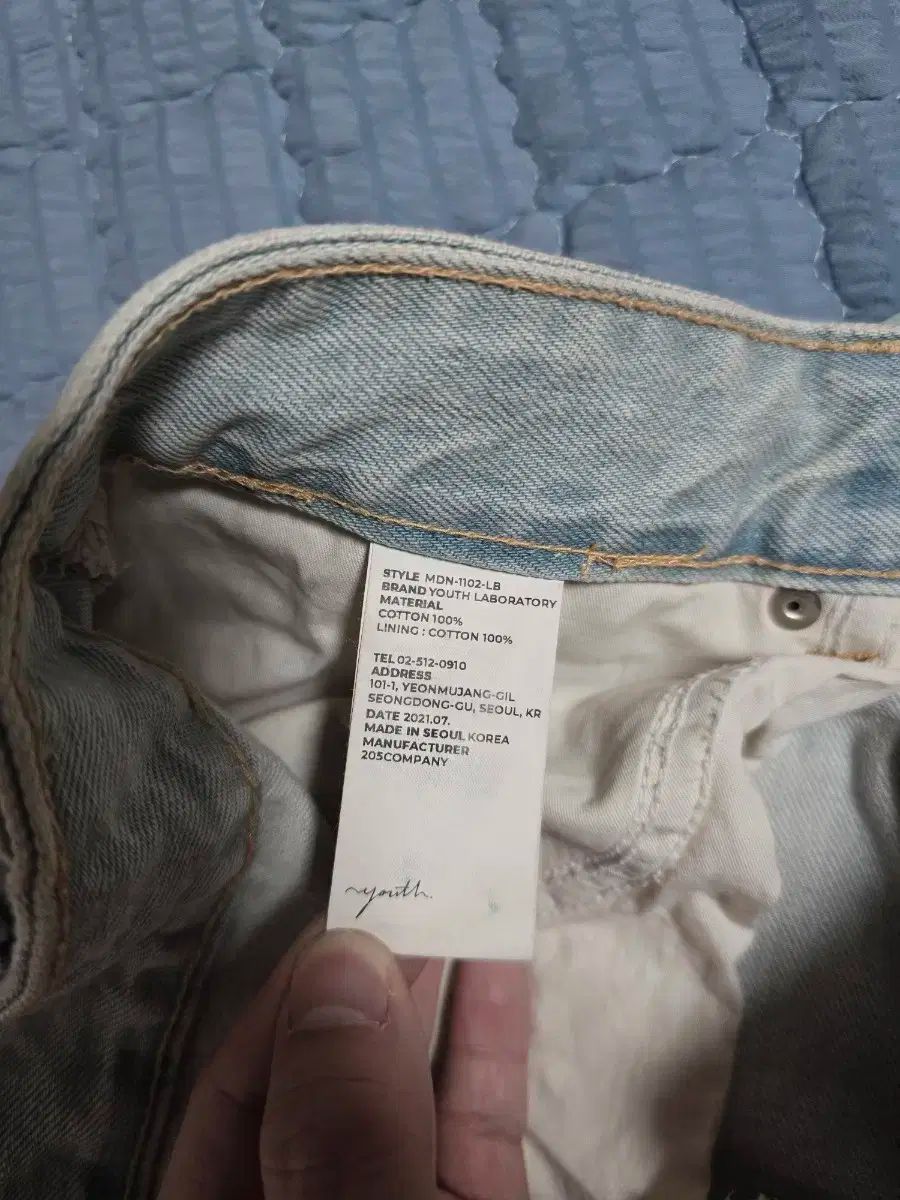 STYLE MDN-1102-LB
BRAND YOUTH LABORATORY
MATERIAL
COTTON 100%
LINING : COTTON 100%
TEL 02-512-0910
ADDRESS
101-1, YEONMUJANG-GIL
SEONGDONG-GU, SEOUL, KR
DATE 2021.07.
MADE IN SEOUL KOREA
MANUFACTURER
205COMPANY
~youth.